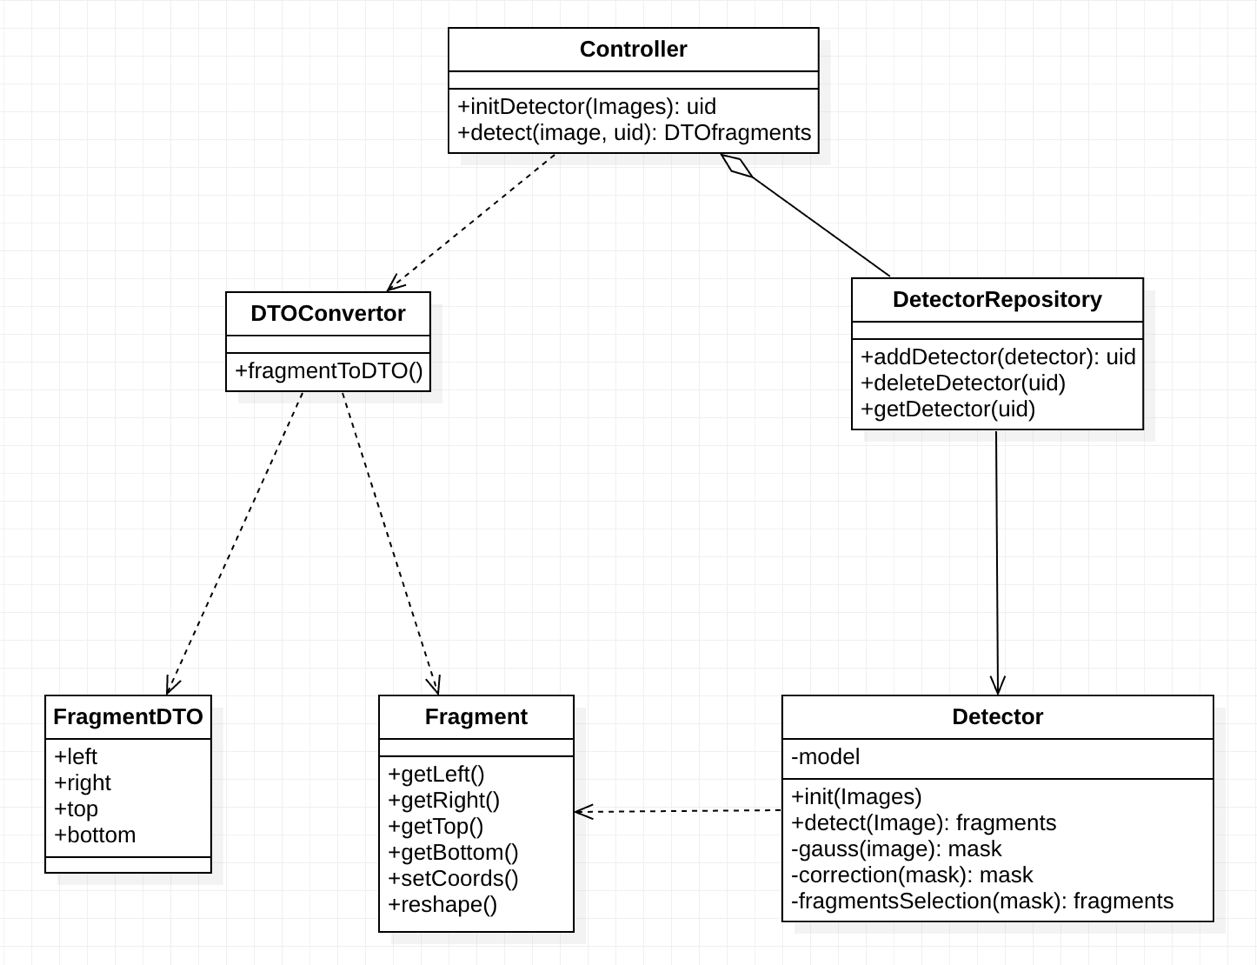 Controller
+initDetector(Images): uid
+detect(image, uid): DTOfragments
DTOConvertor
+fragmentToDTO()
DetectorRepository
+addDetector(detector): uid
+deleteDetector(uid)
+getDetector(uid)
FragmentDTO
+left
+right
+top
+bottom
Fragment
+getLeft()
+getRight()
+getTop()
+getBottom()
+setCoords()
+reshape()
Detector
-model
+init(Images)
+detect(Image): fragments
-gauss(image): mask
-correction(mask): mask
-fragmentsSelection(mask): fragments